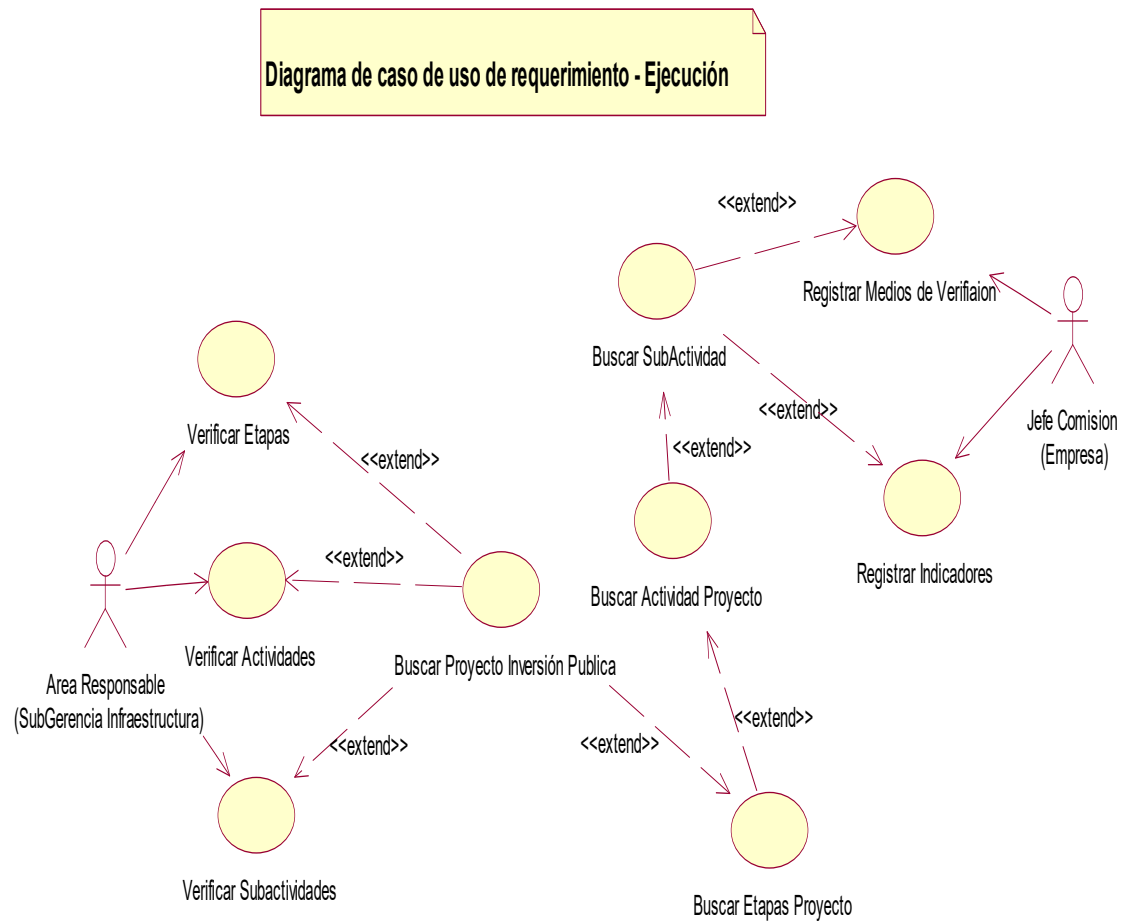 Diagrama de caso de uso de requerimiento - Ejecución
<<extend>>
Registrar Medios de Verifiaion
Buscar SubActividad
<<extend>>
Jefe Comision
(Empresa)
Verificar Etapas
<<extend>>
<<extend>>
Registrar Indicadores
<<extend>>
Buscar Actividad Proyecto
Verificar Actividades
Buscar Proyecto Inversión Publica
Area Responsable
(SubGerencia Infraestructura)
<<extend>>
<<extend>>
<<extend>>
Verificar Subactividades
Buscar Etapas Proyecto